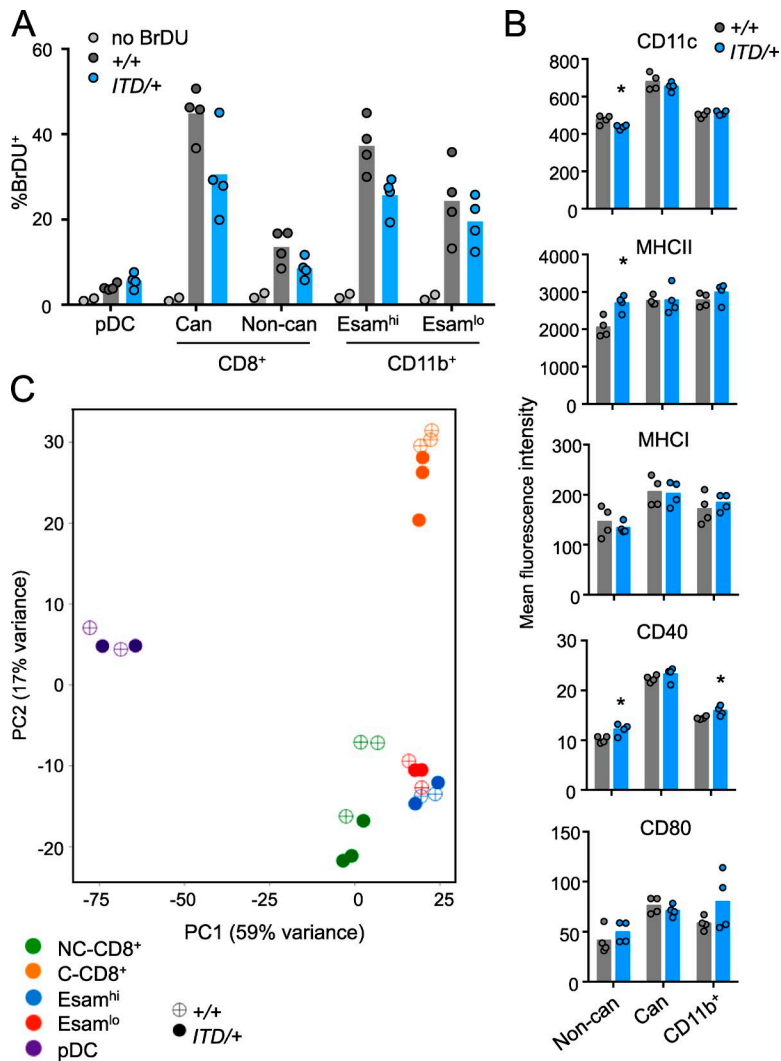 A
no BrDU
+/+
ITD/+
60
40
20
0
%BrDU⁺
pDC
Can
Non-can
Esamʰⁱ
Esamˡᵒ
CD8⁺
CD11b⁺
B
+/+
ITD/+
Mean fluorescence intensity
CD11c
800
600
400
200
0
*
MHCII
4000
3000
2000
1000
0
*
MHCI
300
200
100
0
CD40
30
20
10
0
*
*
CD80
150
100
50
0
Non-can
Can
CD11b⁺
C
30
20
10
0
-10
-20
PC2 (17% variance)
-75
-50
-25
0
25
PC1 (59% variance)
NC-CD8⁺
C-CD8⁺
Esamʰⁱ
Esamˡᵒ
pDC
+/+
ITD/+